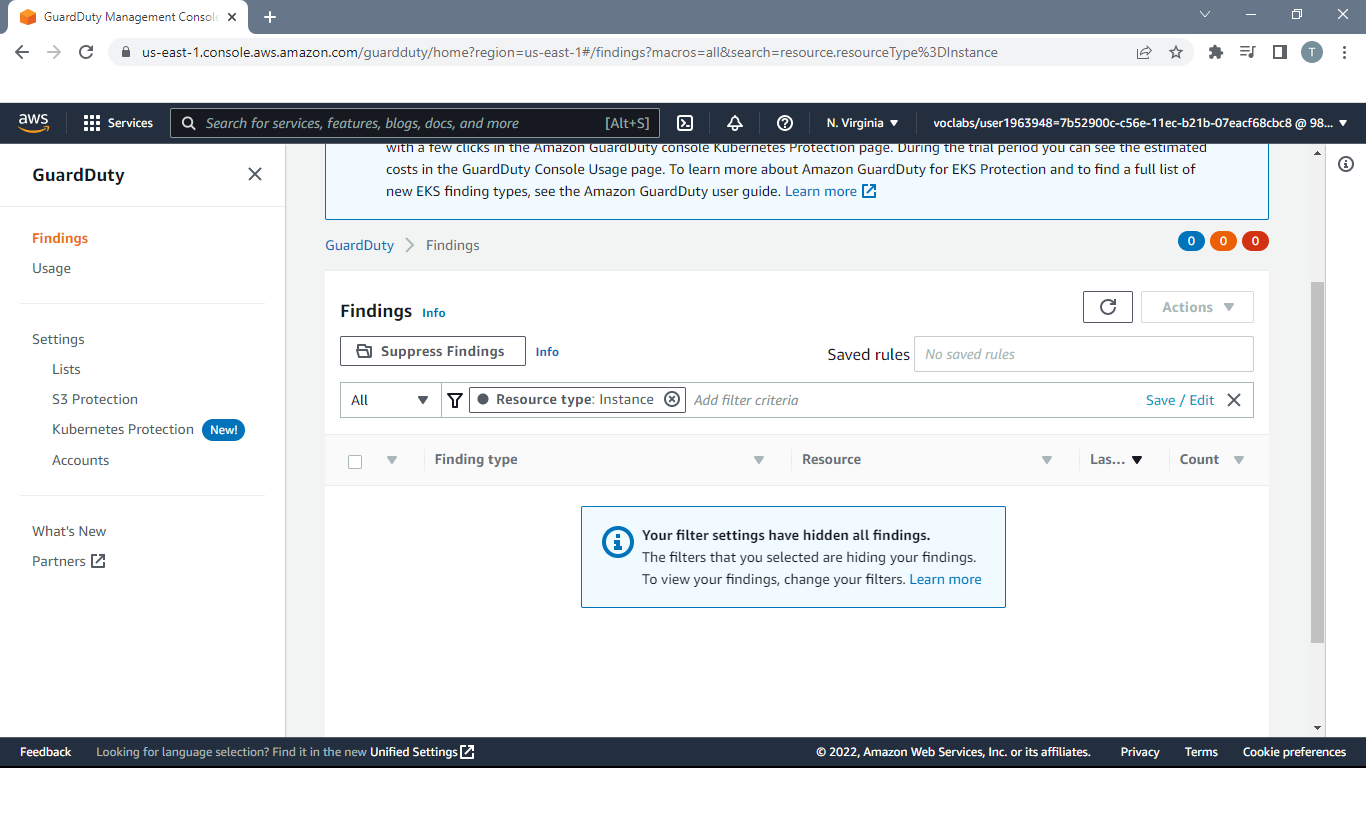 GuardDuty Management Console
us-east-1.console.aws.amazon.com/guardduty/home?region=us-east-1#/findings?macros=all&search=resource.resourceType%3DInstance
T
aws
Services
Search for services, features, blogs, docs, and more
[Alt+S]
N. Virginia
voclabs/user1963948=7b52900c-c56e-11ec-b21b-07eacf68cbc8 @ 98...
GuardDuty
Findings
Usage
Settings
Lists
S3 Protection
Kubernetes Protection New!
Accounts
What's New
Partners
with a few clicks in the Amazon GuardDuty console Kubernetes Protection page. During the trial period you can see the estimated
costs in the GuardDuty Console Usage page. To learn more about Amazon GuardDuty for EKS Protection and to find a full list of
new EKS finding types, see the Amazon GuardDuty user guide. Learn more
GuardDuty Findings
0 0 0
Findings Info
Actions
Suppress Findings Info
Saved rules No saved rules
All Resource type: Instance Add filter criteria Save / Edit
Finding type Resource Las... Count
Your filter settings have hidden all findings.
The filters that you selected are hiding your findings.
To view your findings, change your filters. Learn more
Feedback Looking for language selection? Find it in the new Unified Settings
© 2022, Amazon Web Services, Inc. or its affiliates. Privacy Terms Cookie preferences